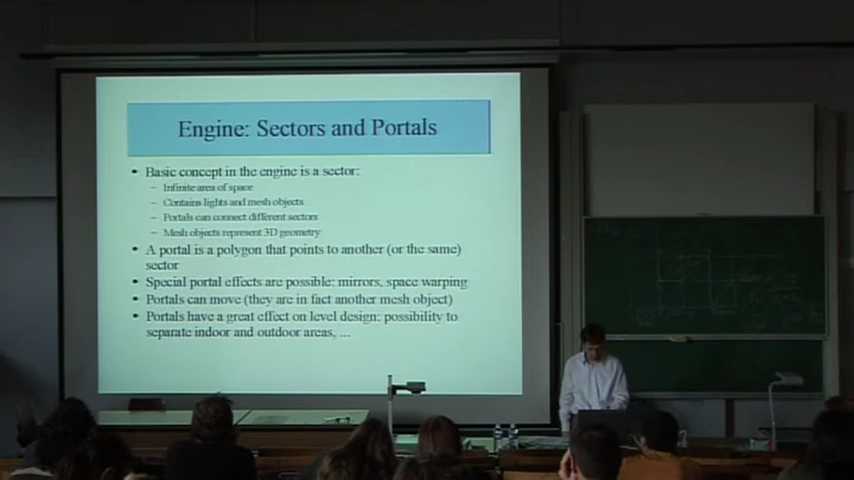 Engine: Sectors and Portals
• Basic concept in the engine is a sector:
– Infinite area of space
– Contains lights and mesh objects
– Portals can connect different sectors
– Mesh objects represent 3D geometry
• A portal is a polygon that points to another (or the same)
sector
• Special portal effects are possible: mirrors, space warping
• Portals can move (they are in fact another mesh object)
• Portals have a great effect on level design: possibility to
separate indoor and outdoor areas, ...